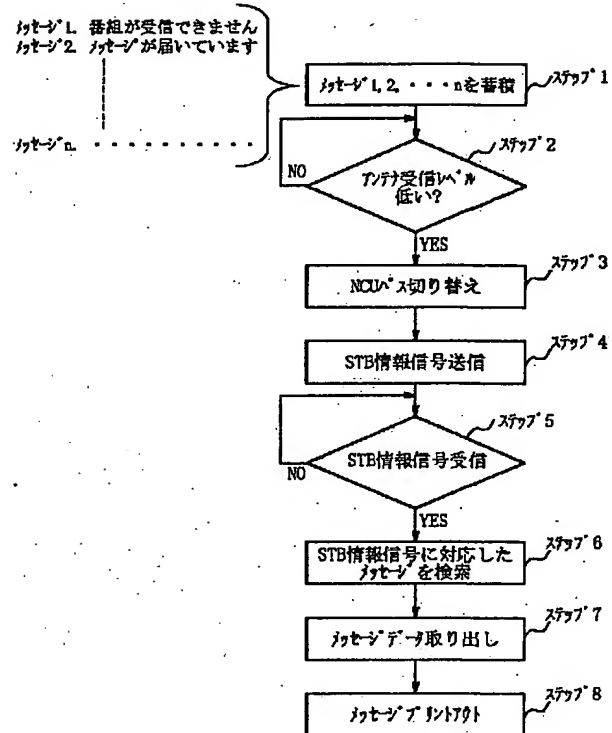 メッセージ1. 番組が受信できません
メッセージ2. メッセージが届いています
メッセージn. ・・・・・・・・・・
メッセージ1, 2, ・・・nを蓄積
ステップ1
ステップ2
アンテナ受信レベル
低い?
NO
YES
ステップ3
NCUパス切り替え
ステップ4
STB情報信号送信
ステップ5
STB情報信号受信
NO
YES
STB情報信号に対応した
メッセージを検索
ステップ6
ステップ7
メッセージデータ取り出し
ステップ8
メッセージプリントアウト